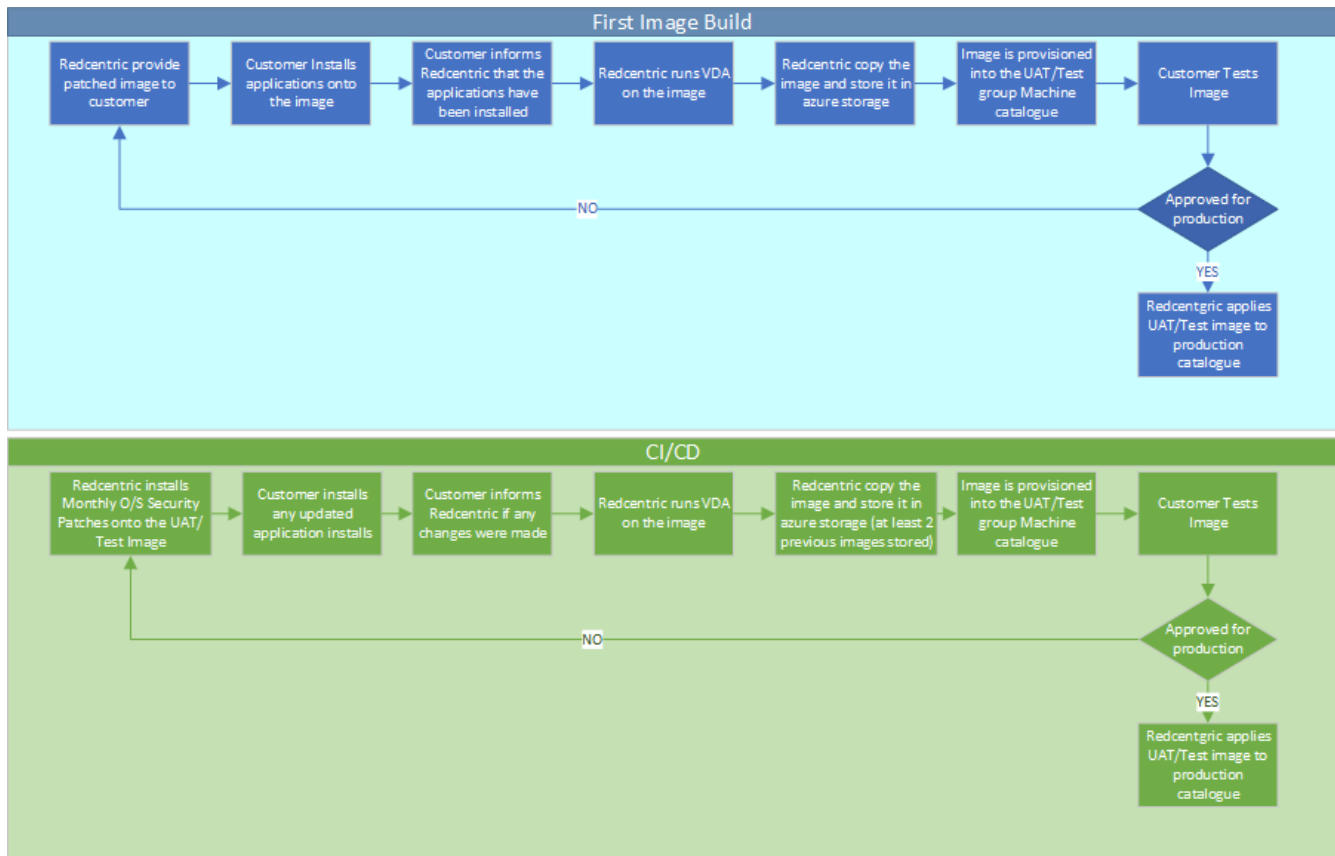 First Image Build
Redcentric provide
patched image to
customer
Customer Installs
applications onto
the image
Customer informs
Redcentric that the
applications have
been installed
Redcentric runs VDA
on the image
Redcentric copy the
image and store it in
azure storage
Image is provisioned
into the UAT/Test
group Machine
catalogue
Customer Tests
Image
Approved for
production
NO
YES
Redcentgric applies
UAT/Test image to
production
catalogue
CI/CD
Redcentric installs
Monthly O/S Security
Patches onto the UAT/
Test Image
Customer installs
any updated
application installs
Customer informs
Redcentric if any
changes were made
Redcentric runs VDA
on the image
Redcentric copy the
image and store it in
azure storage (at least 2
previous images stored)
Image is provisioned
into the UAT/Test
group Machine
catalogue
Customer Tests
Image
Approved for
production
NO
YES
Redcentgric applies
UAT/Test image to
production
catalogue